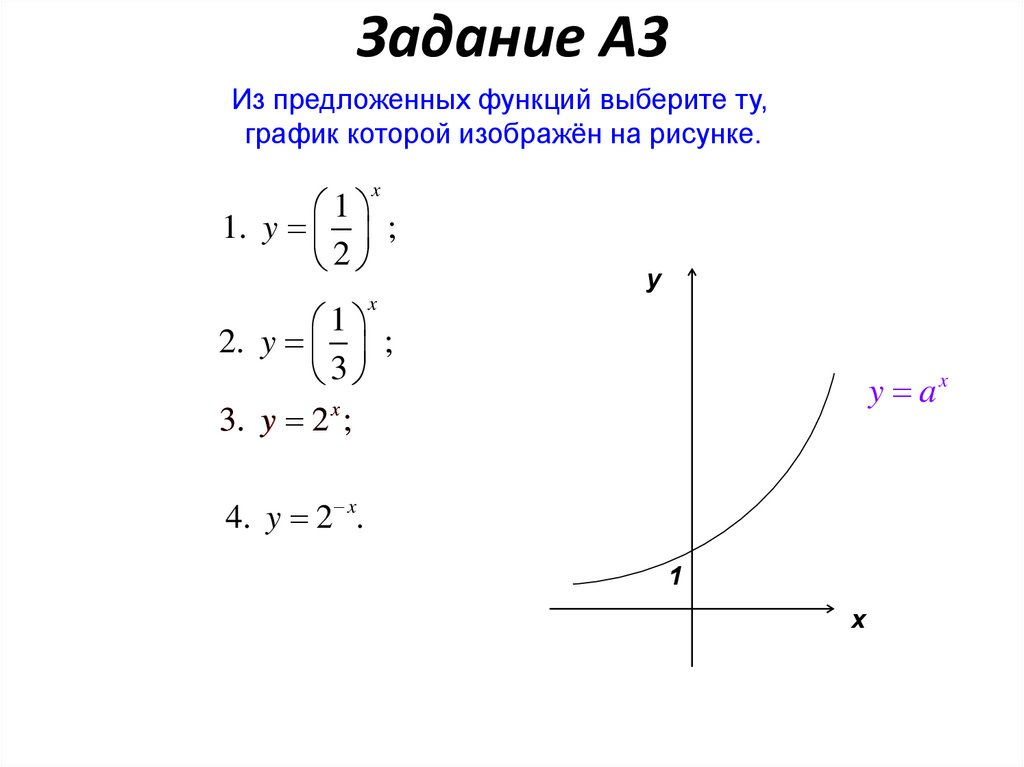 Задание А3
Из предложенных функций выберите ту,
график которой изображён на рисунке.
1. y = (1/2)^x ;
2. y = (1/3)^x ;
3. y = 2^x ;
4. y = 2^−x.
y
y = a^x
1
x